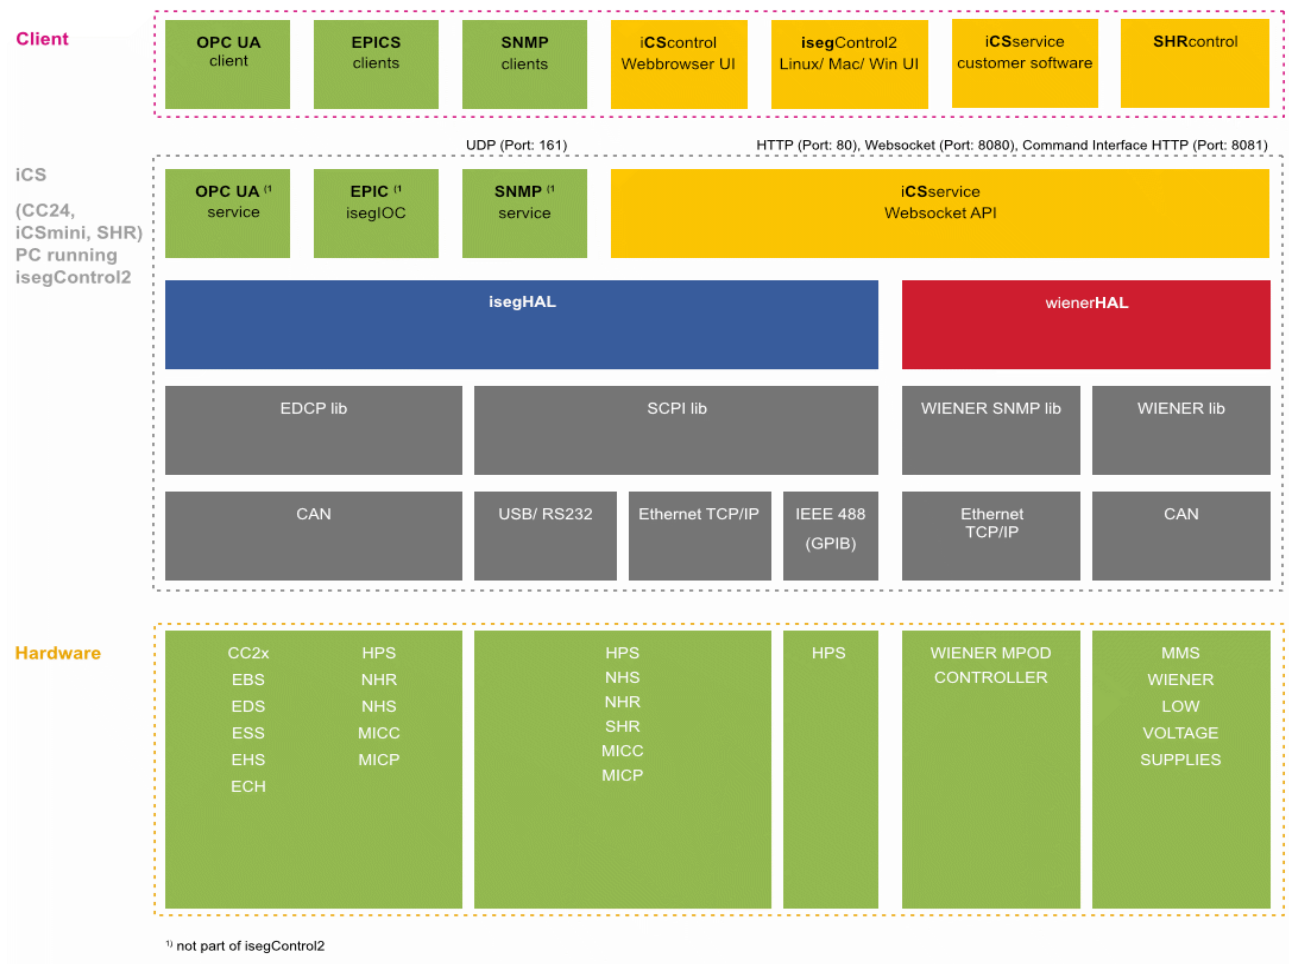 Client
OPC UA
client
EPICS
clients
SNMP
clients
iCScontrol
Webbrowser UI
isegControl2
Linux/ Mac/ Win UI
iCSservice
customer software
SHRcontrol
UDP (Port: 161)
HTTP (Port: 80), Websocket (Port: 8080), Command Interface HTTP (Port: 8081)
iCS
(CC24,
iCSmini, SHR)
PC running
isegControl2
OPC UA (1
service
EPIC (1
isegIOC
SNMP (1
service
iCSservice
Websocket API
isegHAL
wienerHAL
EDCP lib
SCPI lib
WIENER SNMP lib
WIENER lib
CAN
USB/ RS232
Ethernet TCP/IP
IEEE 488
(GPIB)
Ethernet
TCP/IP
CAN
Hardware
CC2x
EBS
EDS
ESS
EHS
ECH
HPS
NHR
NHS
MICC
MICP
HPS
NHS
NHR
SHR
MICC
MICP
HPS
WIENER MPOD
CONTROLLER
MMS
WIENER
LOW
VOLTAGE
SUPPLIES
1) not part of isegControl2